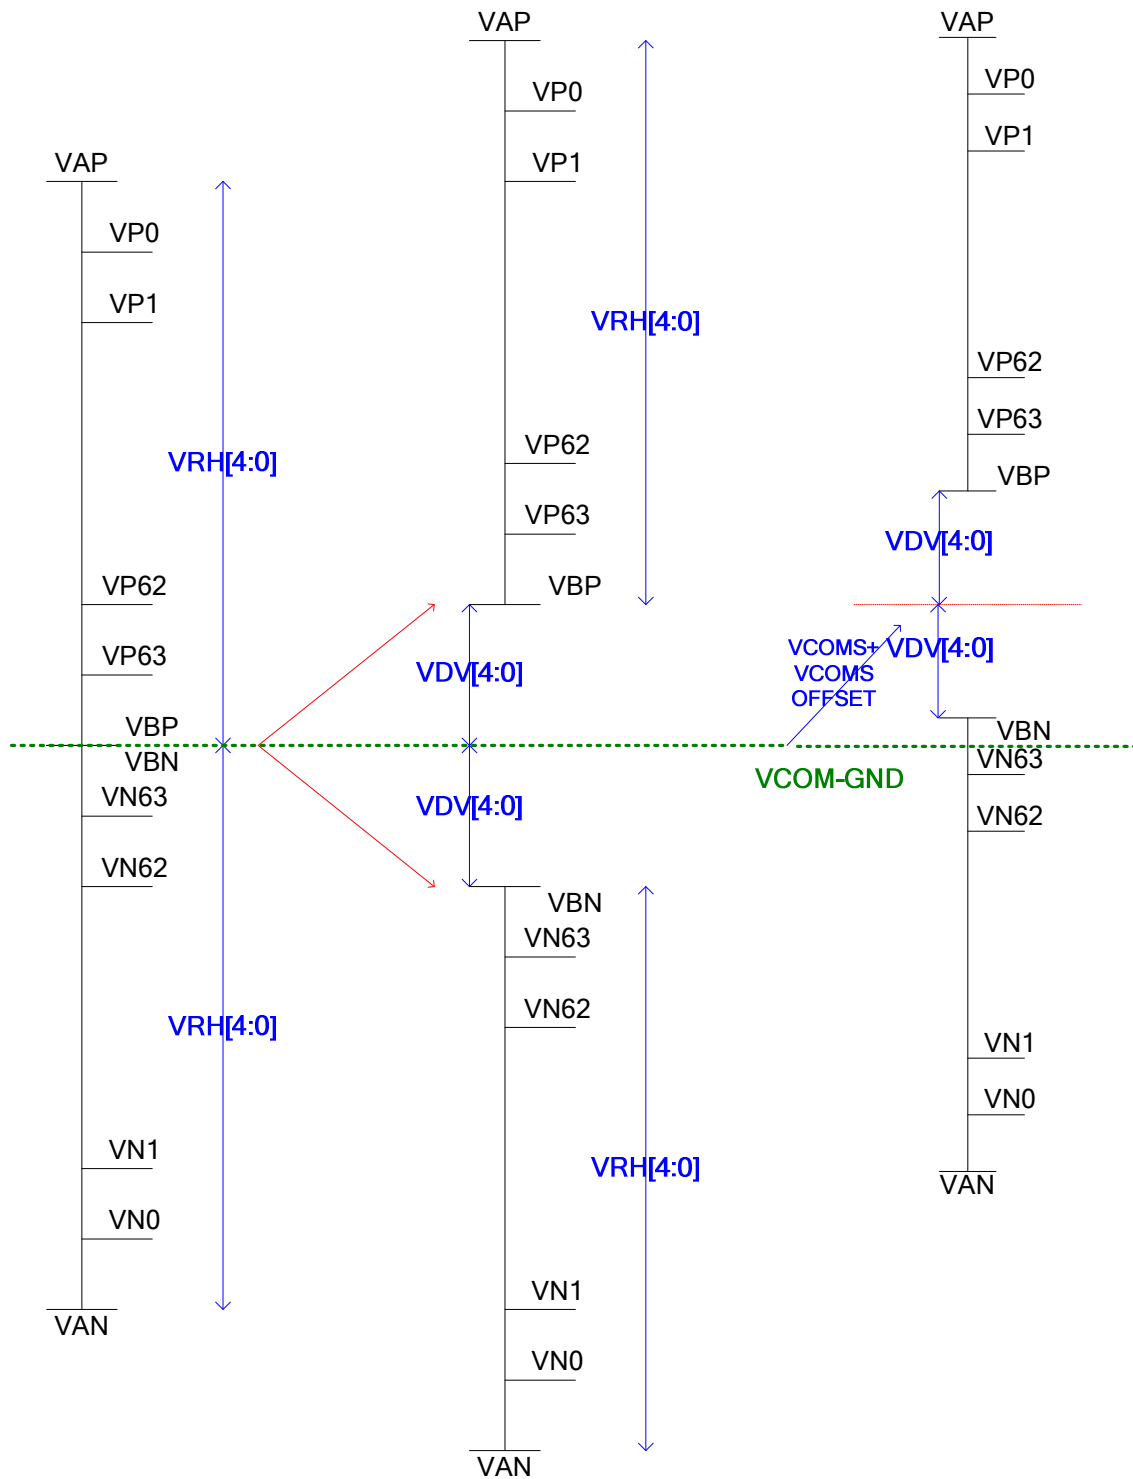 VAP
VP0
VP1
VRH[4:0]
VP62
VP63
VBP
VBN
VN63
VN62
VRH[4:0]
VN1
VN0
VAN
VAP
VP0
VP1
VRH[4:0]
VP62
VP63
VBP
VDV[4:0]
VDV[4:0]
VBN
VN63
VN62
VRH[4:0]
VN1
VN0
VAN
VAP
VP0
VP1
VP62
VP63
VBP
VDV[4:0]
VCOMS+
VCOMS
OFFSET
VDV[4:0]
VCOM-GND
VBN
VN63
VN62
VN1
VN0
VAN